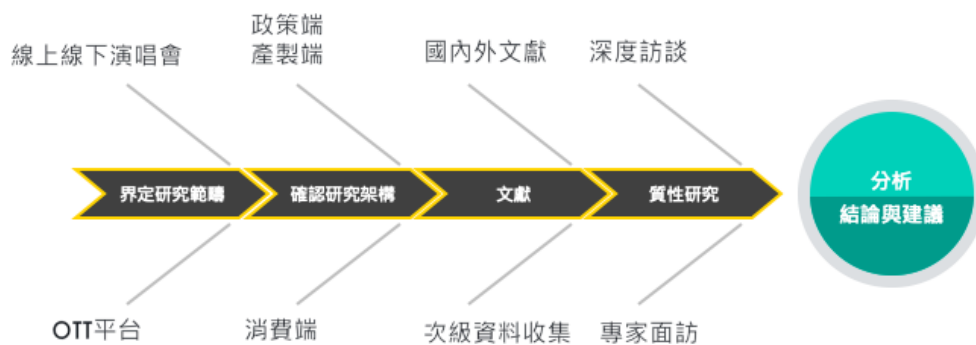 線上線下演唱會
政策端
產製端
國內外文獻
深度訪談
界定研究範疇
確認研究架構
文獻
質性研究
分析
結論與建議
OTT平台
消費端
次級資料收集
專家面訪